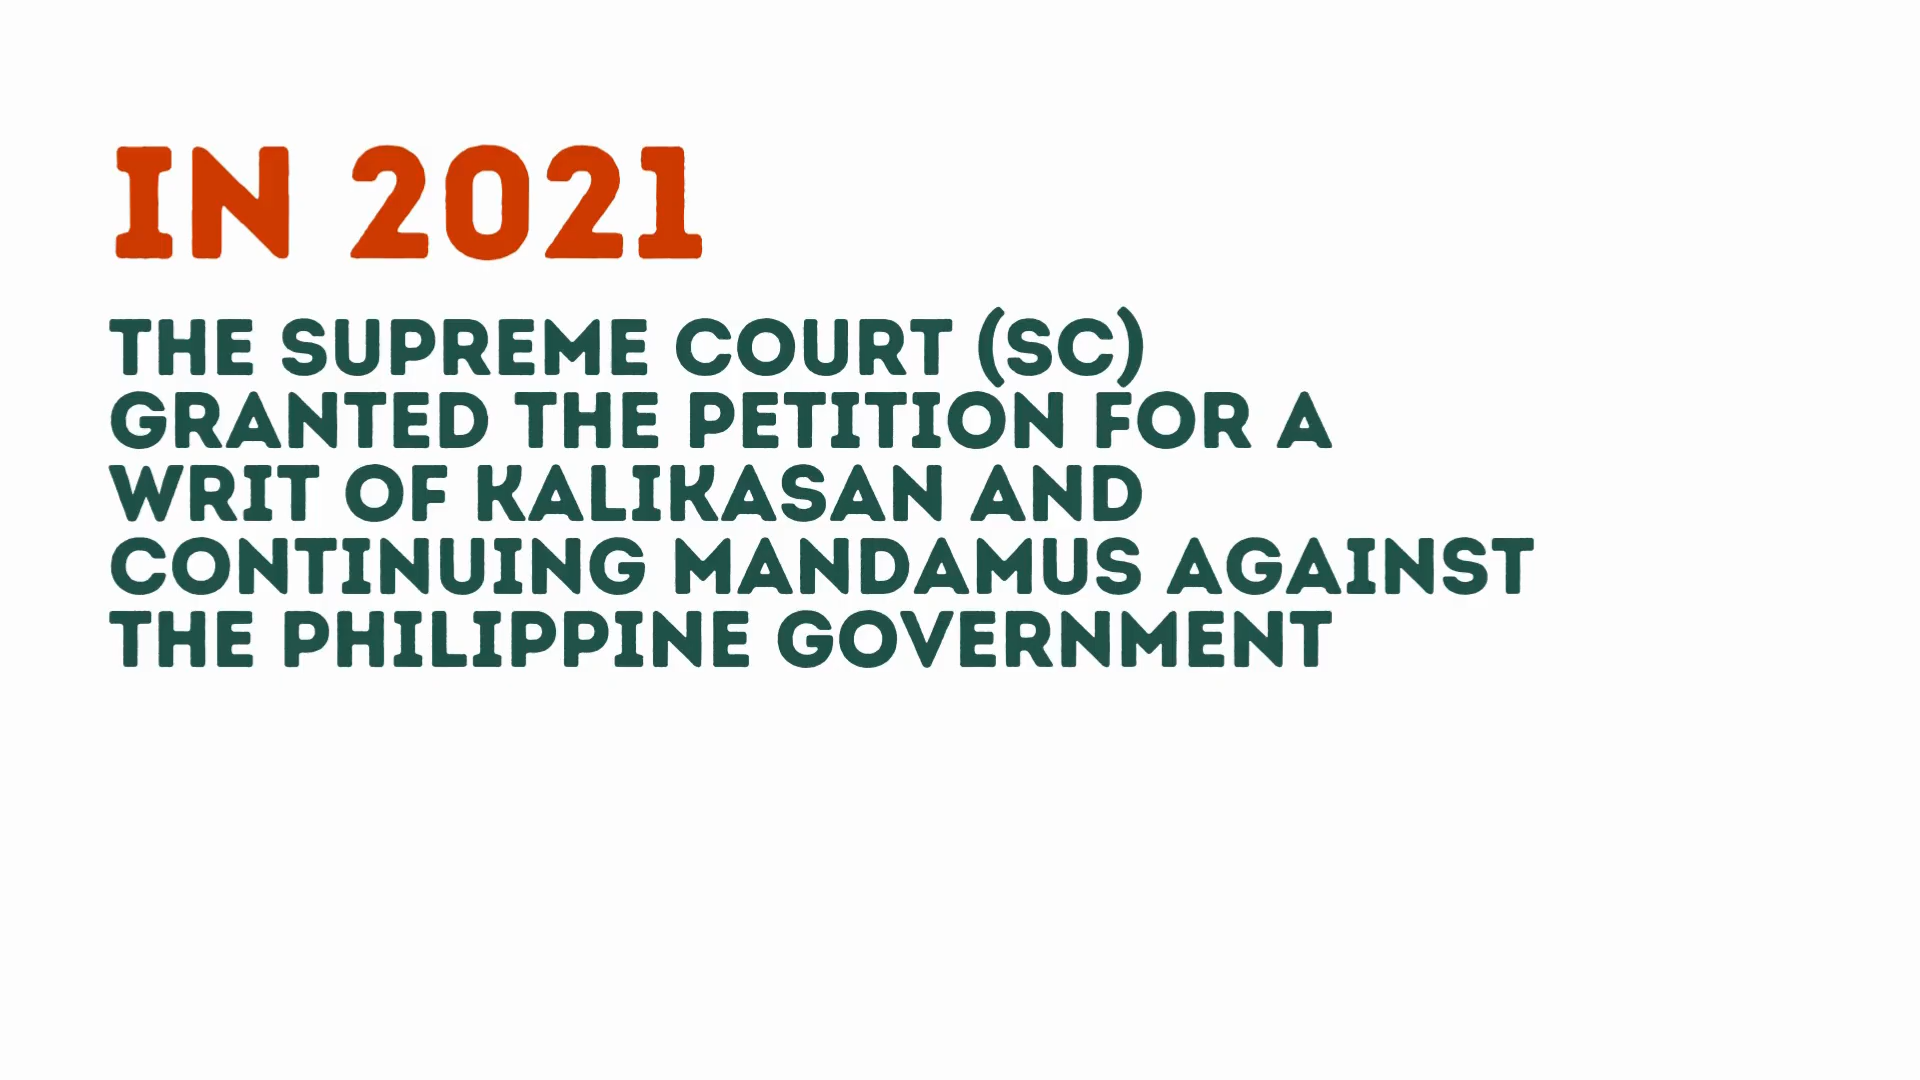 IN 2021
THE SUPREME COURT (SC)
GRANTED THE PETITION FOR A
WRIT OF KALIKASAN AND
CONTINUING MANDAMUS AGAINST
THE PHILIPPINE GOVERNMENT